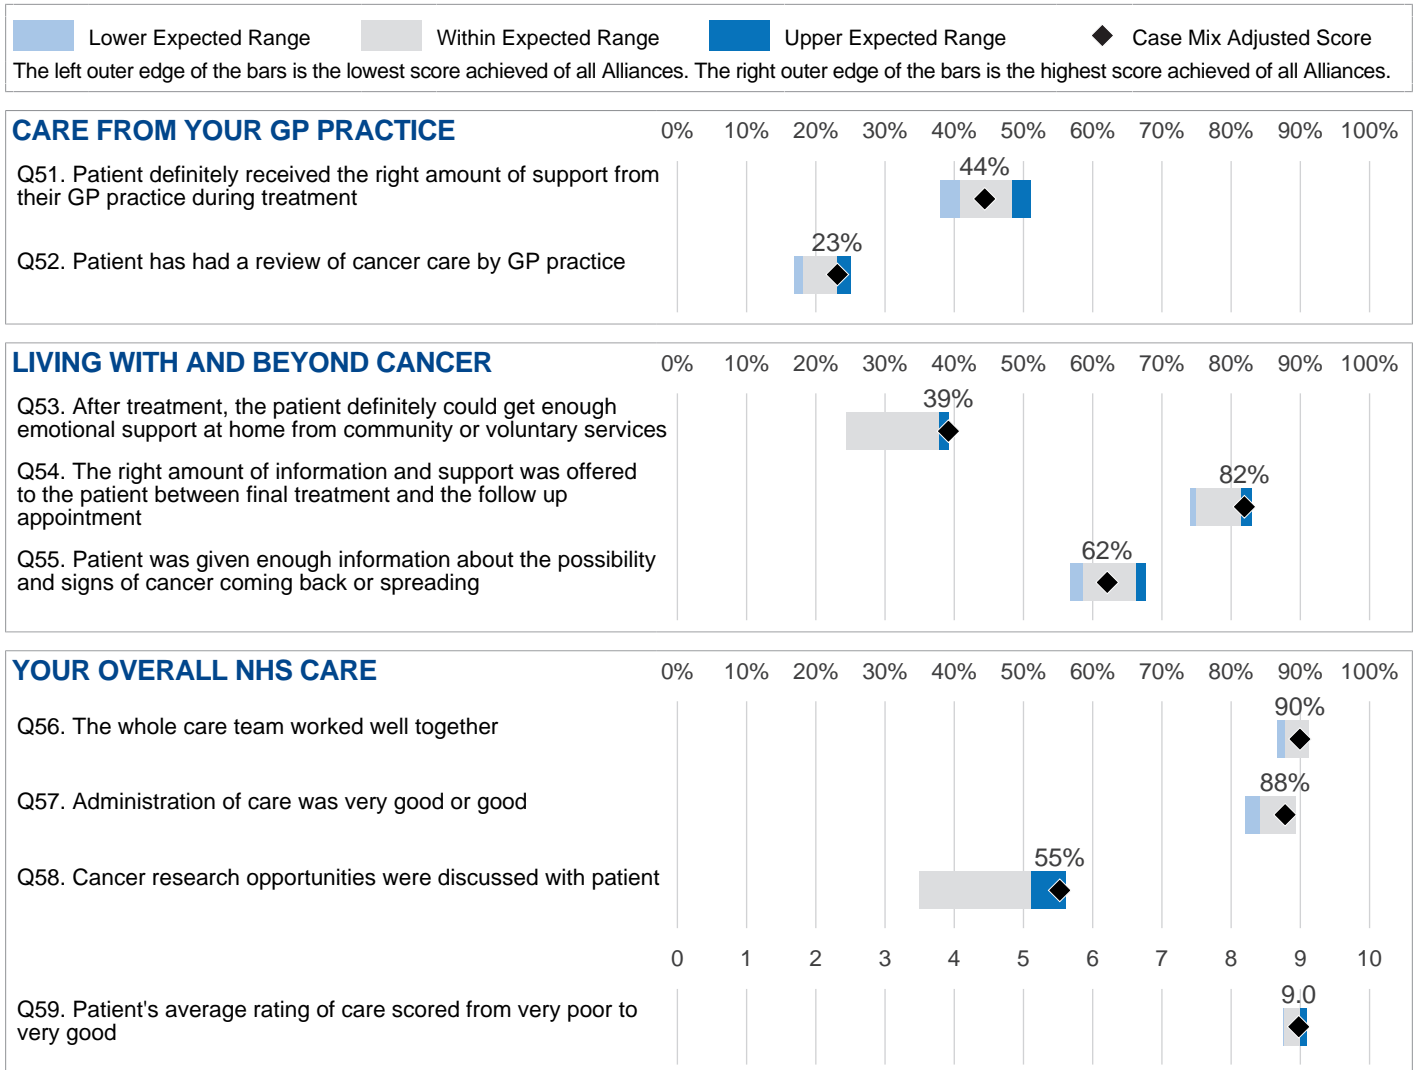 Lower Expected Range Within Expected Range Upper Expected Range Case Mix Adjusted Score
The left outer edge of the bars is the lowest score achieved of all Alliances. The right outer edge of the bars is the highest score achieved of all Alliances.
CARE FROM YOUR GP PRACTICE 0% 10% 20% 30% 40% 50% 60% 70% 80% 90% 100%
44%
Q51. Patient definitely received the right amount of support from
their GP practice during treatment
23%
Q52. Patient has had a review of cancer care by GP practice
LIVING WITH AND BEYOND CANCER 0% 10% 20% 30% 40% 50% 60% 70% 80% 90% 100%
39%
Q53. After treatment, the patient definitely could get enough
emotional support at home from community or voluntary services
Q54. The right amount of information and support was offered
82%
to the patient between final treatment and the follow up
appointment
62%
Q55. Patient was given enough information about the possibility
and signs of cancer coming back or spreading
YOUR OVERALL NHS CARE 0% 10% 20% 30% 40% 50% 60% 70% 80% 90% 100%
90%
Q56. The whole care team worked well together
88%
Q57. Administration of care was very good or good
55%
Q58. Cancer research opportunities were discussed with patient
0 1 2 3 4 5 6 7 8 9 10
9.0
Q59. Patient's average rating of care scored from very poor to
very good